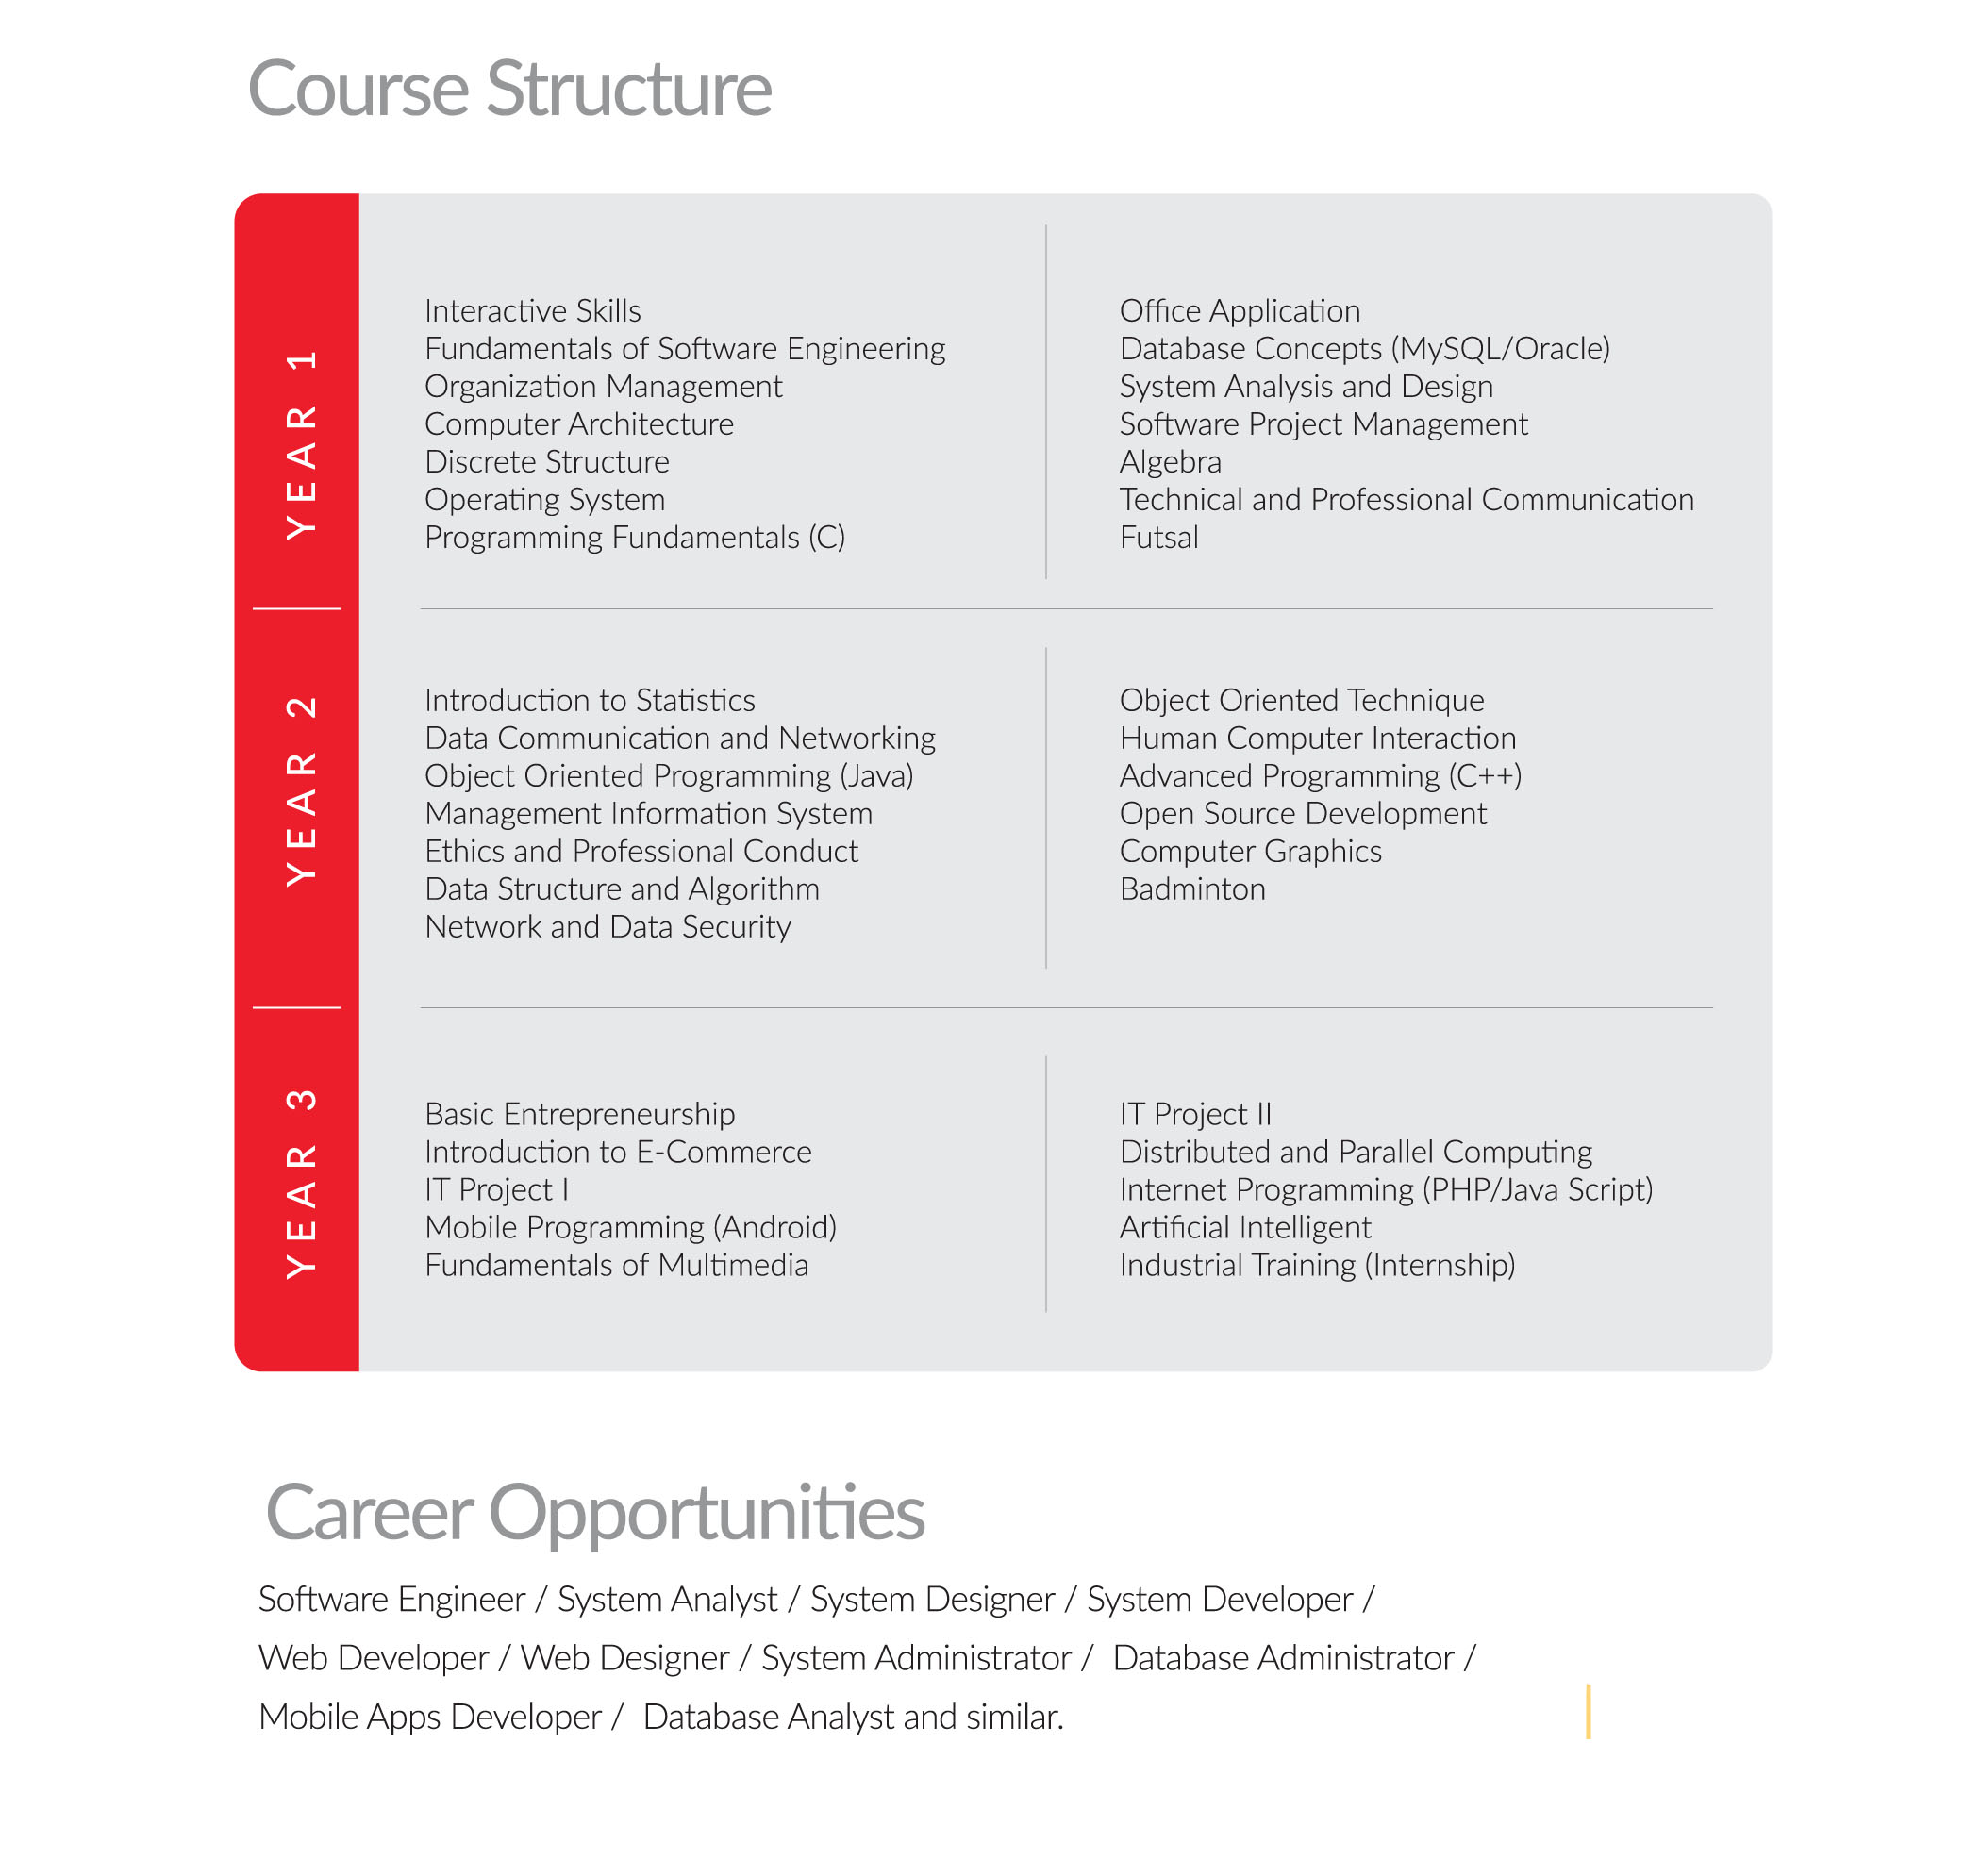 Course Structure
YEAR 1
Interactive Skills
Fundamentals of Software Engineering
Organization Management
Computer Architecture
Discrete Structure
Operating System
Programming Fundamentals (C)
Office Application
Database Concepts (MySQL/Oracle)
System Analysis and Design
Software Project Management
Algebra
Technical and Professional Communication
Futsal
YEAR 2
Introduction to Statistics
Data Communication and Networking
Object Oriented Programming (Java)
Management Information System
Ethics and Professional Conduct
Data Structure and Algorithm
Network and Data Security
Object Oriented Technique
Human Computer Interaction
Advanced Programming (C++)
Open Source Development
Computer Graphics
Badminton
YEAR 3
Basic Entrepreneurship
Introduction to E-Commerce
IT Project I
Mobile Programming (Android)
Fundamentals of Multimedia
IT Project II
Distributed and Parallel Computing
Internet Programming (PHP/Java Script)
Artificial Intelligent
Industrial Training (Internship)
Career Opportunities
Software Engineer / System Analyst / System Designer / System Developer /
Web Developer / Web Designer / System Administrator / Database Administrator /
Mobile Apps Developer / Database Analyst and similar.